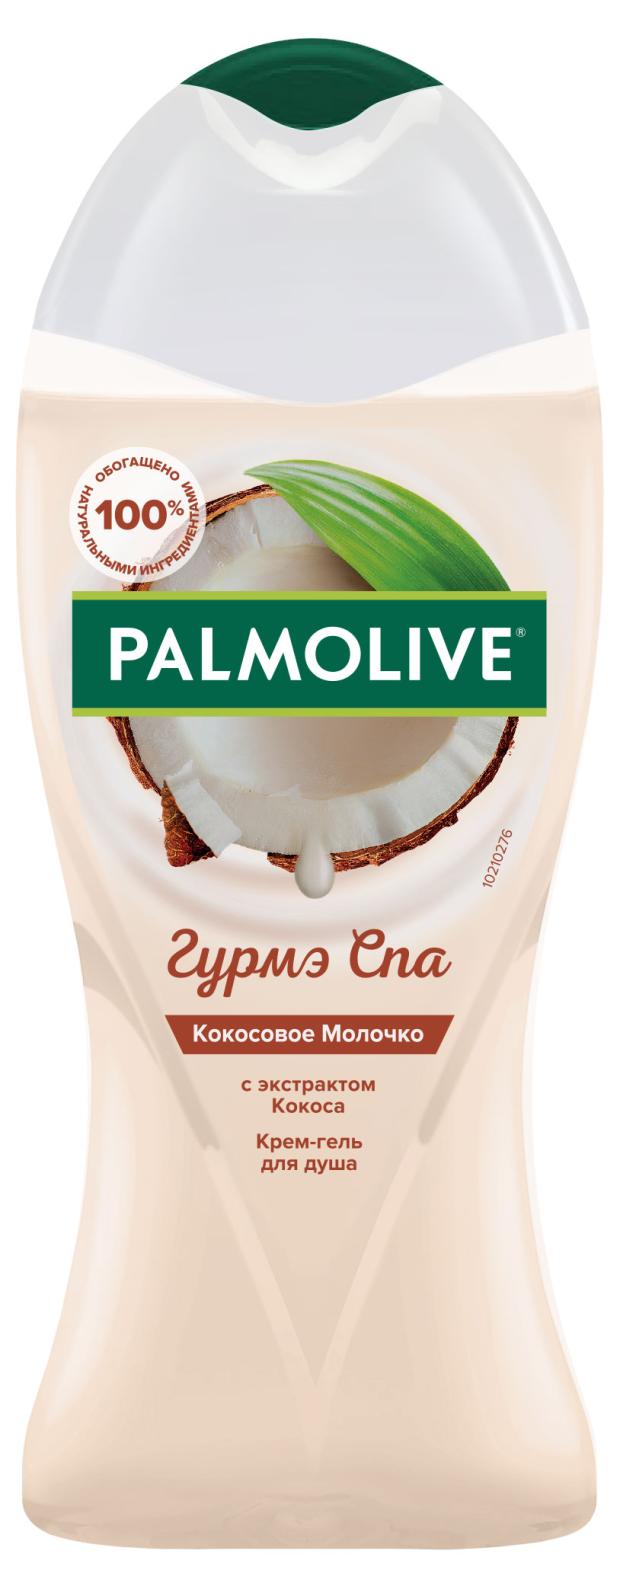 ОБОГАЩЕНО
НАТУРАЛЬНЫМИ ИНГРЕДИЕНТАМИ
100%
PALMOLIVE®
10210276
Гурмэ Спа
Кокосовое Молочко
с экстрактом
Кокоса
Крем-гель
для душа